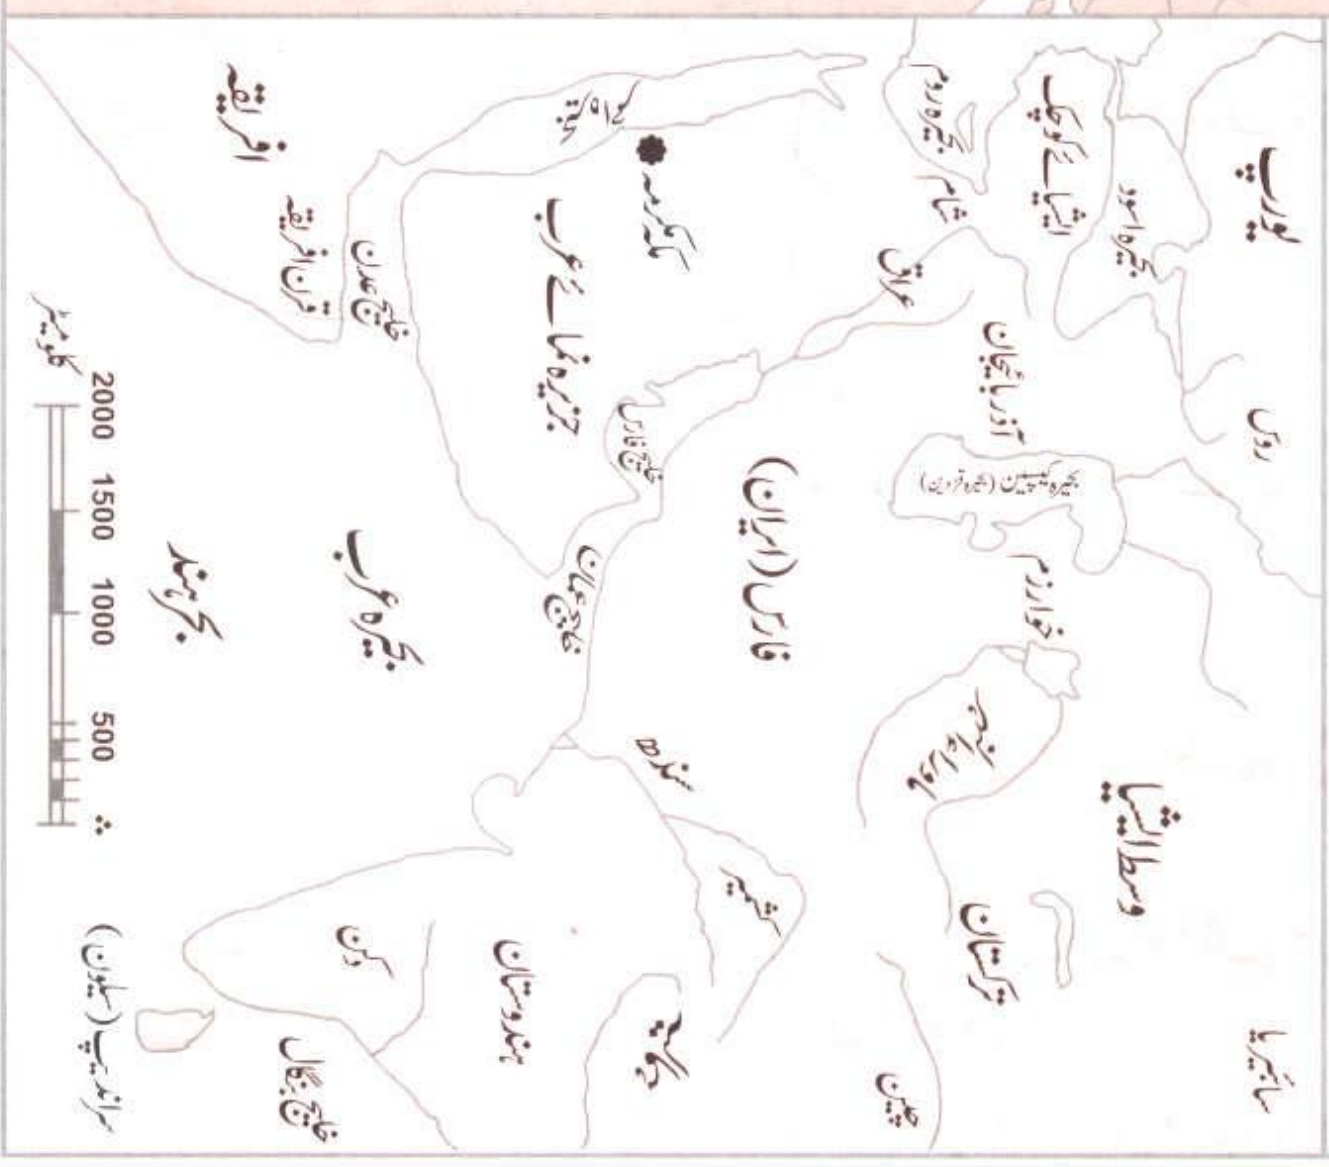 سائبیریا
روس
یورپ
وسط ایشیا
بحیرہ اسود
ایشیائے کوچک
خوارزم
بحیرہ کیسپین (بحیرہ قزوین)
آذربائیجان
ترکستان
ماوراء النہر
بحیرہ روم
شام
چین
عراق
فارس (ایران)
کشمیر
سندھ
مکہ مکرمہ
خلیج فارس
جزیرہ نمائے عرب
خلیج عمان
ہندوستان
بحیرہ عرب
دکن
خلیج عدن
خلیج بنگال
قرن افریقہ
افریقہ
بحر ہند
سراندیپ (سیلون)
2000 1500 1000 500 0
کلومیٹر